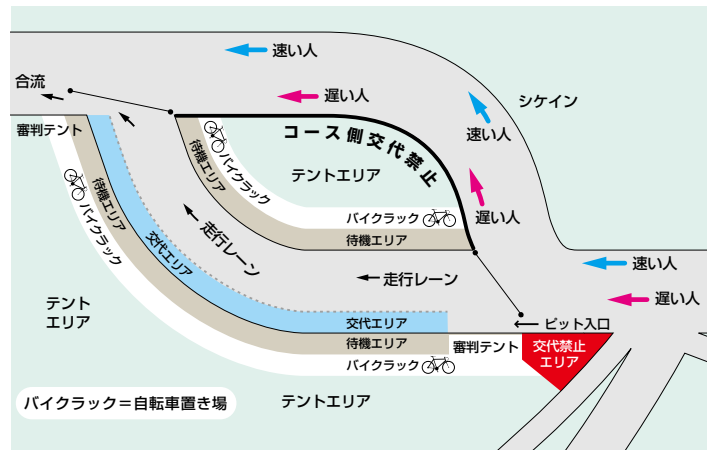 速い人
合流
遅い人
シケイン
審判テント
コース側交代禁止
速い人
バイクラック
待機エリア
テントエリア
待機エリア
バイクラック
バイクラック
遅い人
待機エリア
走行レーン
交代エリア
速い人
走行レーン
遅い人
テント
エリア
交代エリア
ピット入口
待機エリア
審判テント
交代禁止
エリア
バイクラック
バイクラック＝自転車置き場
テントエリア